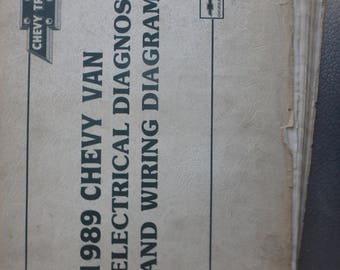 CHEVY TR
1989 CHEVY VAN
ELECTRICAL DIAGNOS
AND WIRING DIAGRAM